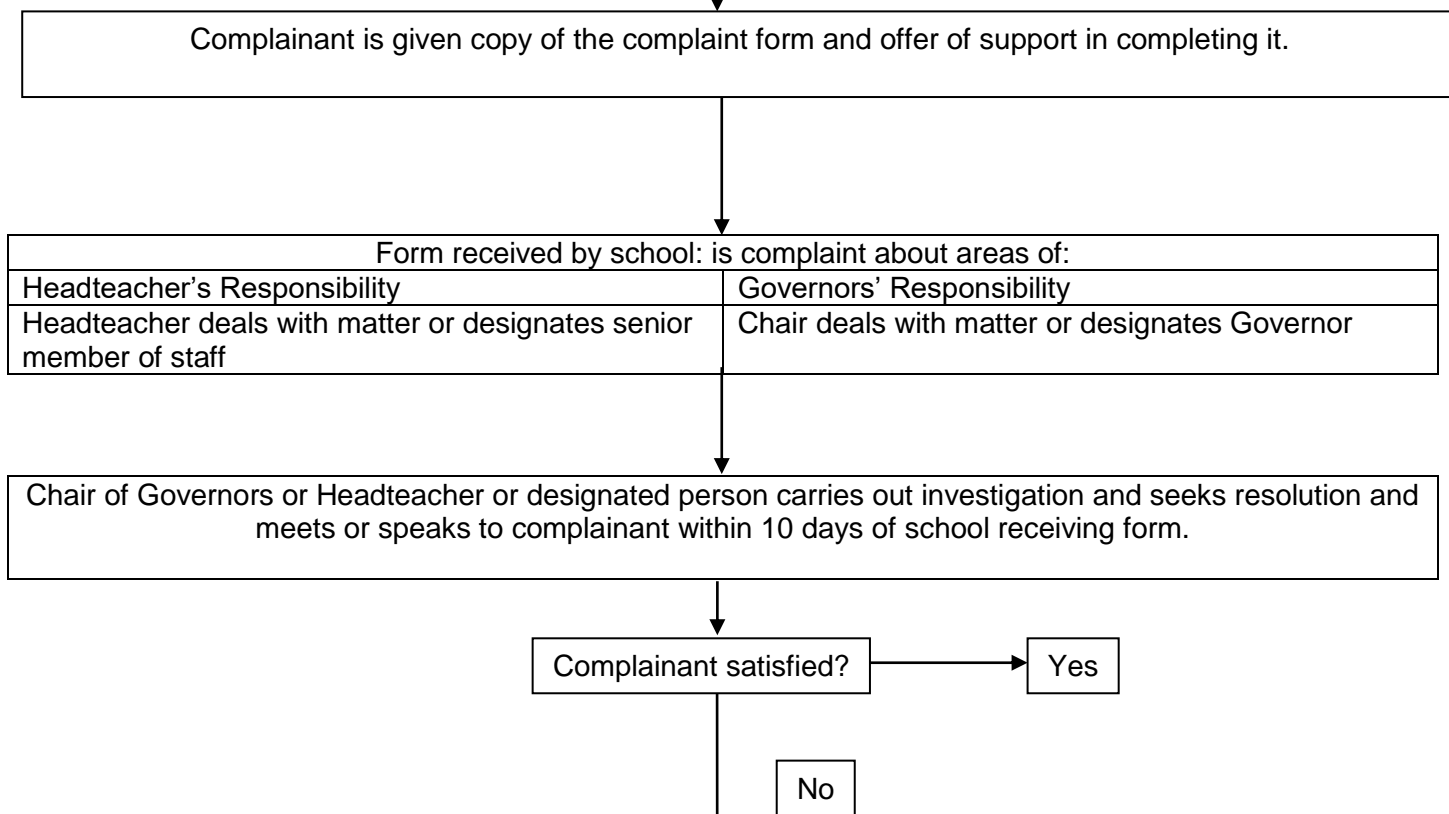 Complainant is given copy of the complaint form and offer of support in completing it.
Form received by school: is complaint about areas of:
Headteacher's Responsibility
Governors' Responsibility
Headteacher deals with matter or designates senior
member of staff
Chair deals with matter or designates Governor
Chair of Governors or Headteacher or designated person carries out investigation and seeks resolution and
meets or speaks to complainant within 10 days of school receiving form.
Complainant satisfied?
Yes
No